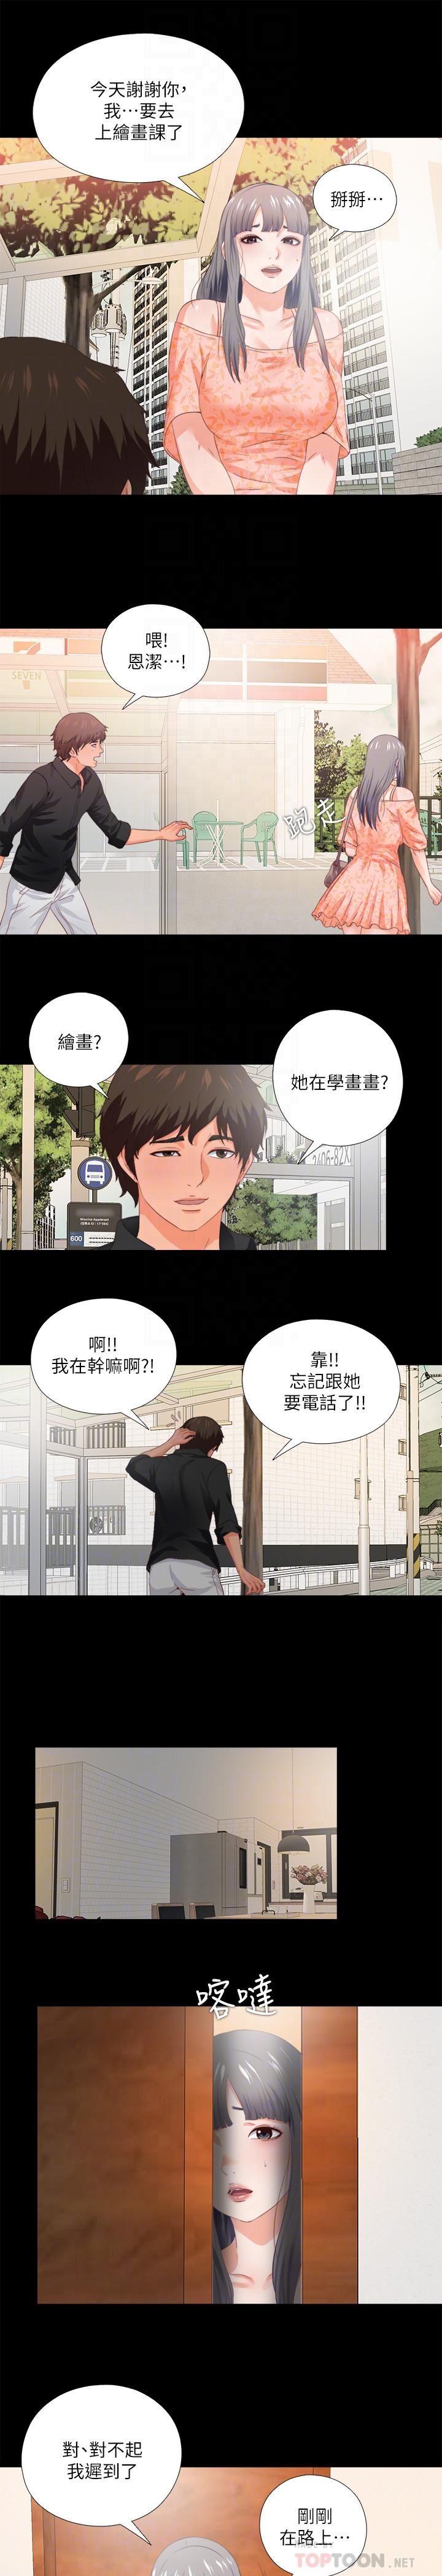 今天謝謝你，
我…要去
上繪畫課了
掰掰…
喂!
恩潔…!
SEVEN
跑走
繪畫?
她在學畫畫?
600
啊!!
我在幹嘛啊?!
靠!!
忘記跟她
要電話了!!
喀噠
對、對不起
我遲到了
剛剛
在路上…
TOPTOON.NET